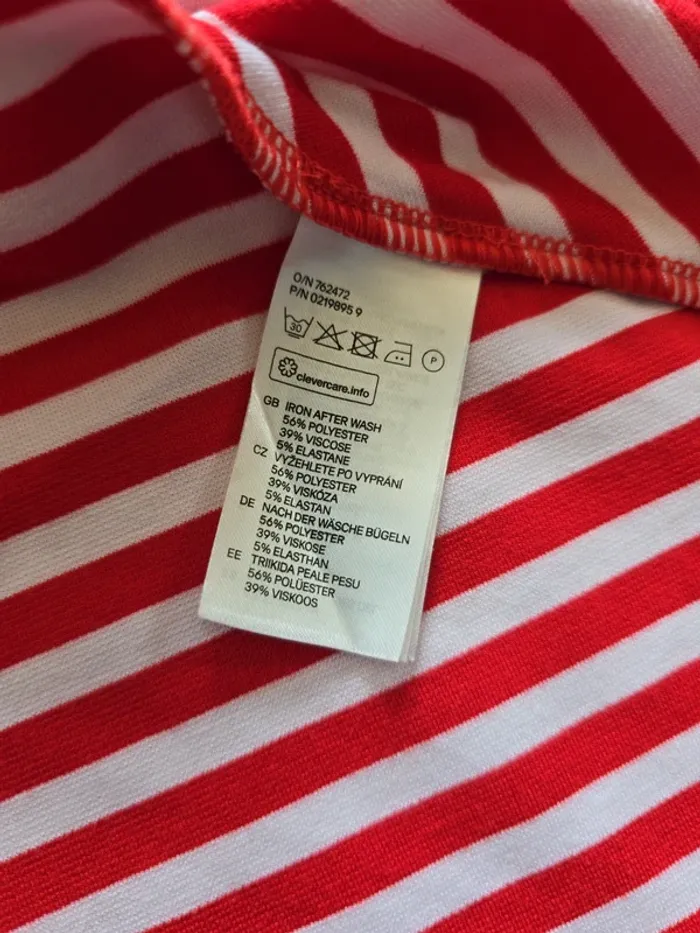 O/N 762472
P/N 0219895 9
30 P
clevercare.info
GB IRON AFTER WASH
56% POLYESTER
39% VISCOSE
5% ELASTANE
CZ VYŽEHLETE PO VYPRÁNÍ
56% POLYESTER
39% VISKÓZA
5% ELASTAN
DE NACH DER WÄSCHE BÜGELN
56% POLYESTER
39% VISKOSE
5% ELASTHAN
EE TRIIKIDA PEALE PESU
56% POLÜESTER
39% VISKOOS